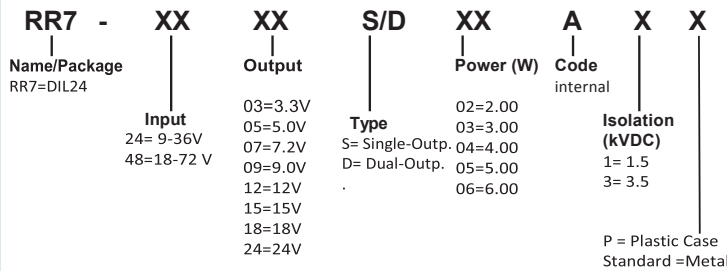 RR7 - XX XX S/D XX A X X
Name/Package
RR7=DIL24
Input
24= 9-36V
48=18-72 V
Output
03=3.3V
05=5.0V
07=7.2V
09=9.0V
12=12V
15=15V
18=18V
24=24V
Type
S= Single-Outp.
D= Dual-Outp.
.
Power (W)
02=2.00
03=3.00
04=4.00
05=5.00
06=6.00
Code
internal
Isolation
(kVDC)
1= 1.5
3= 3.5
P = Plastic Case
Standard =Metal